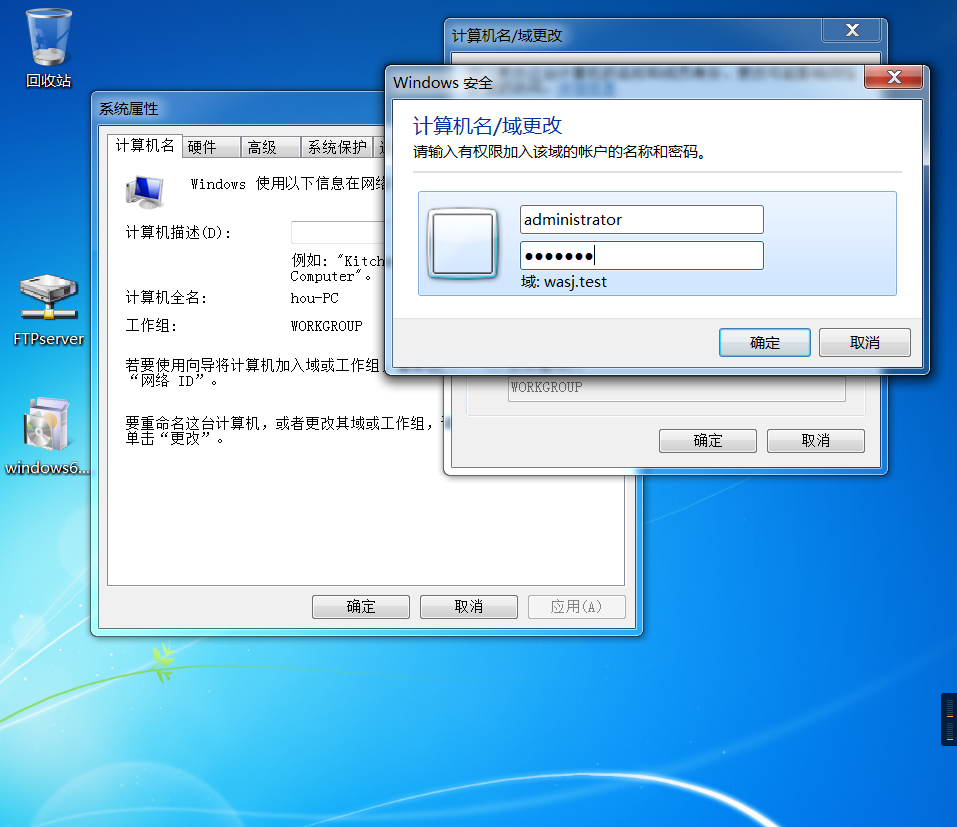 回收站
FTPserver
windows6...
计算机名/域更改
WORKGROUP
确定
取消
系统属性
计算机名
硬件
高级
系统保护
Windows 使用以下信息在网络
计算机描述(D):
例如: "Kitch
Computer"。
计算机全名:
hou-PC
工作组:
WORKGROUP
若要使用向导将计算机加入域或工作组
“网络 ID”。
要重命名这台计算机，或者更改其域或工作组，
单击“更改”。
确定
取消
应用(A)
Windows 安全
计算机名/域更改
请输入有权限加入该域的帐户的名称和密码。
administrator
●●●●●●●
域: wasj.test
确定
取消